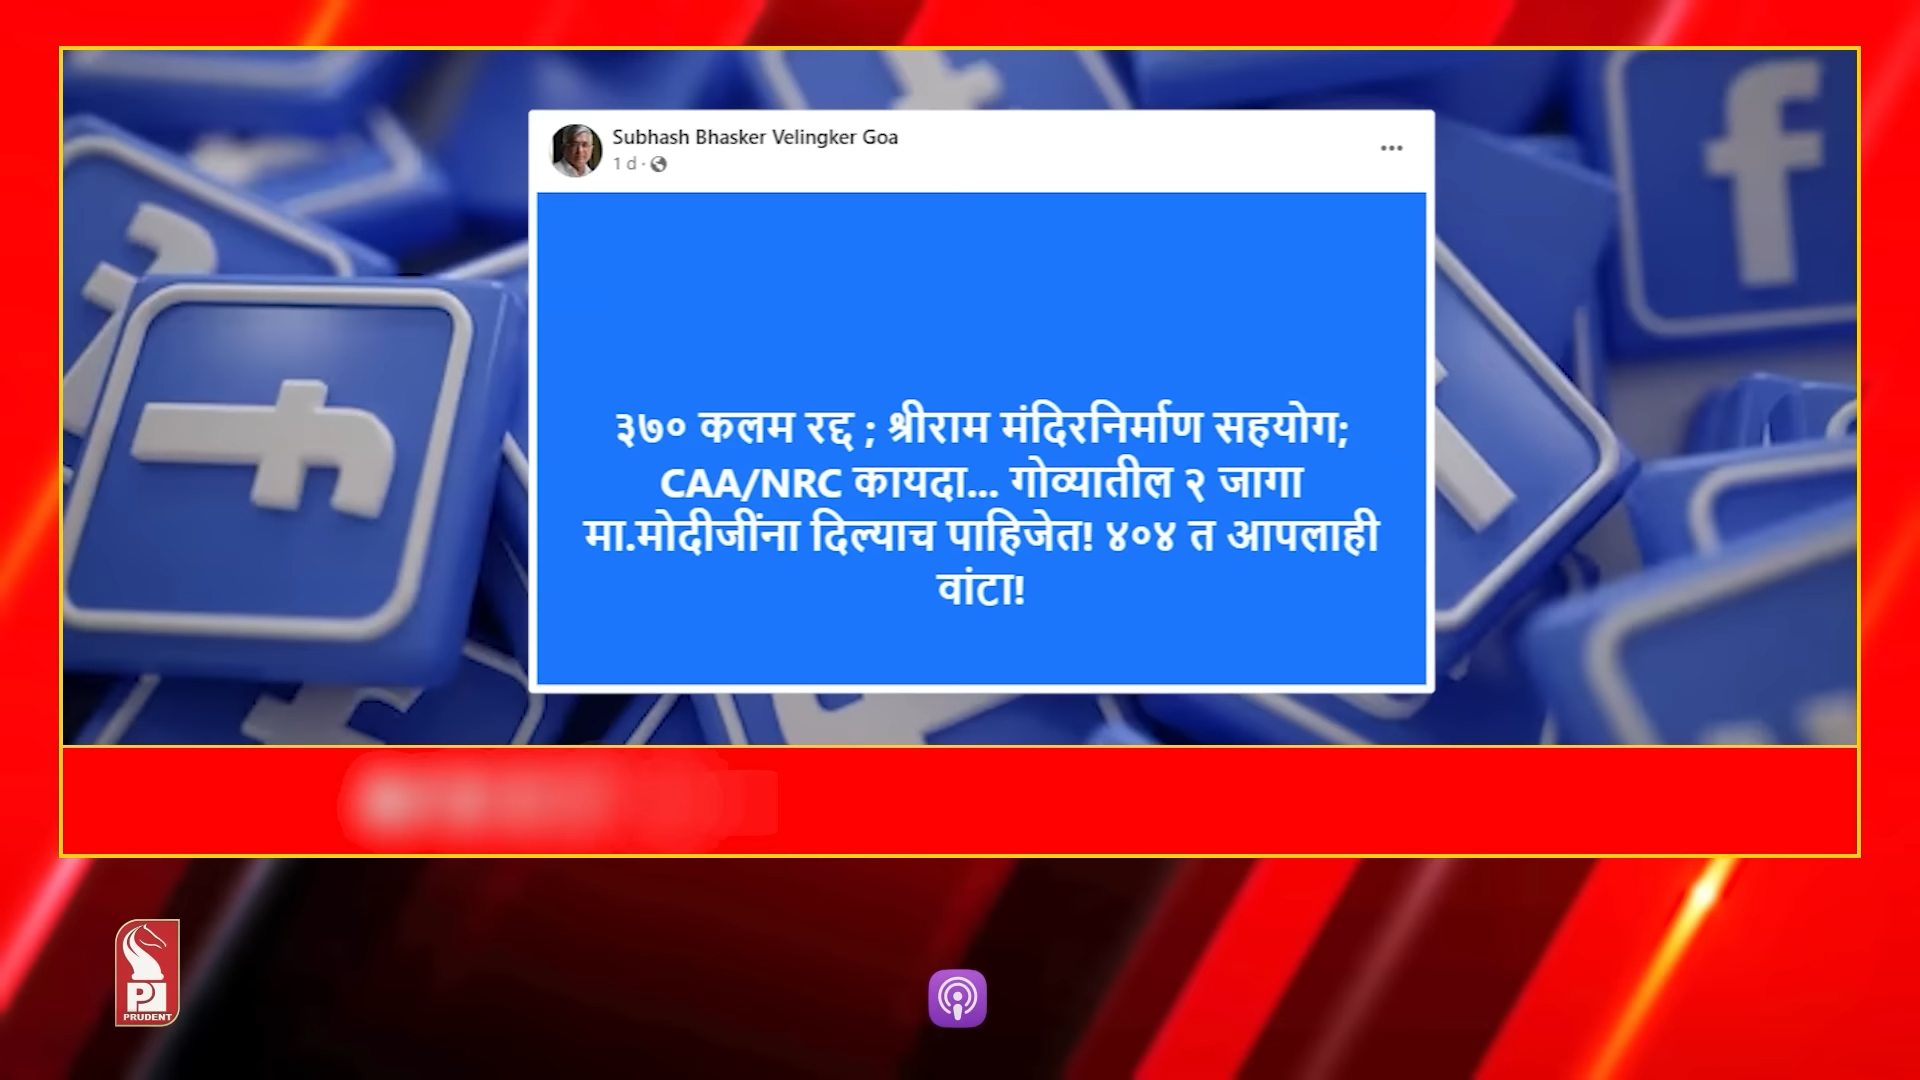 Subhash Bhasker Velingker Goa
1 d ·
३७० कलम रद्द ; श्रीराम मंदिरनिर्माण सहयोग;
CAA/NRC कायदा... गोव्यातील २ जागा
मा.मोदीजींना दिल्याच पाहिजेत! ४०४ त आपलाही
वांटा!
PRUDENT